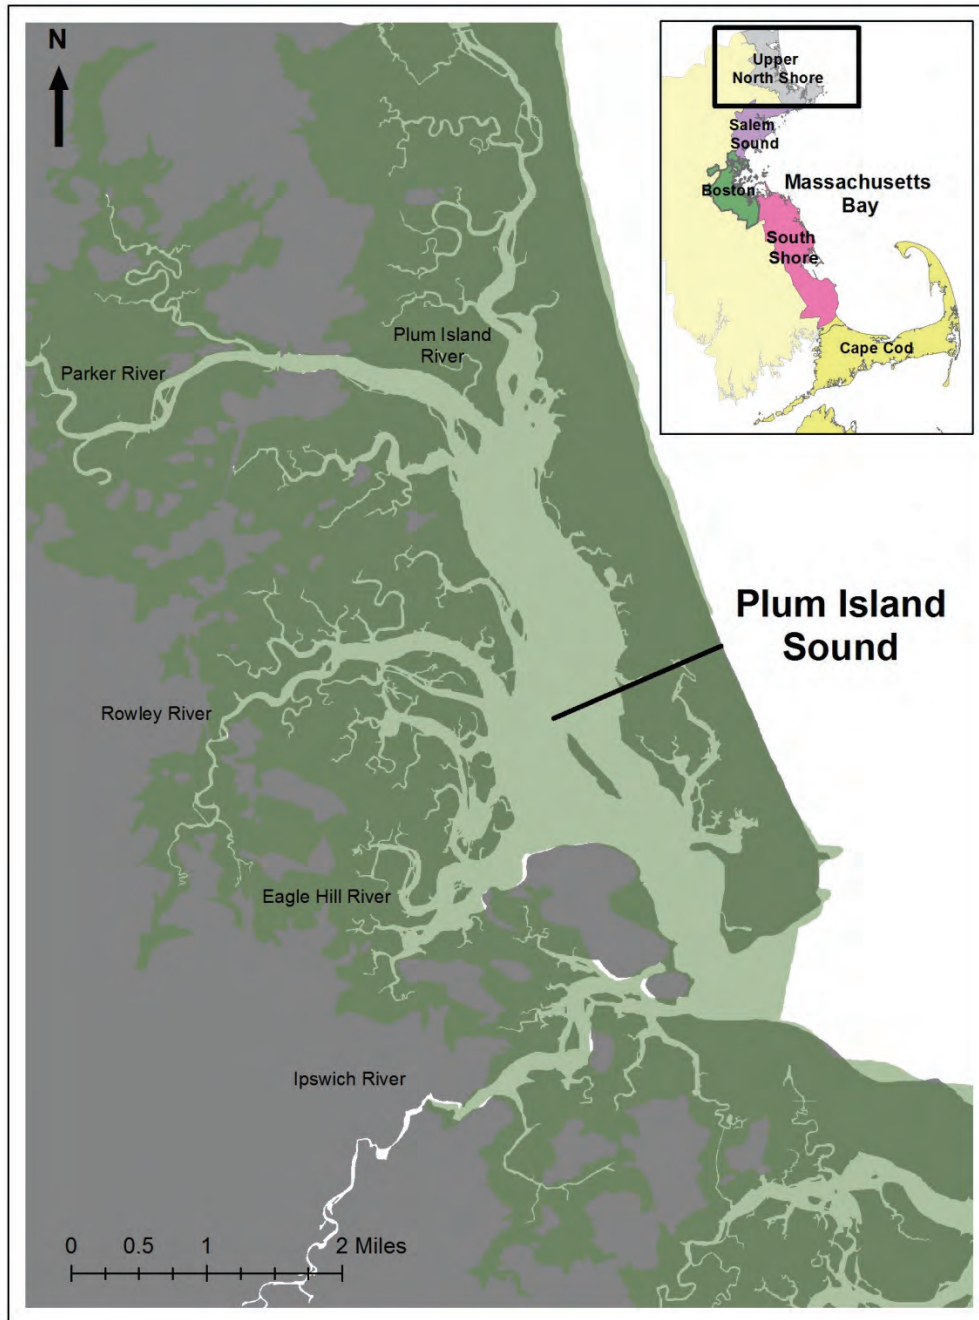 N
Upper
North Shore
Salem
Sound
Boston
Massachusetts
Bay
South
Shore
Cape Cod
Plum Island
River
Parker River
Plum Island
Sound
Rowley River
Eagle Hill River
Ipswich River
0 0.5 1 2 Miles